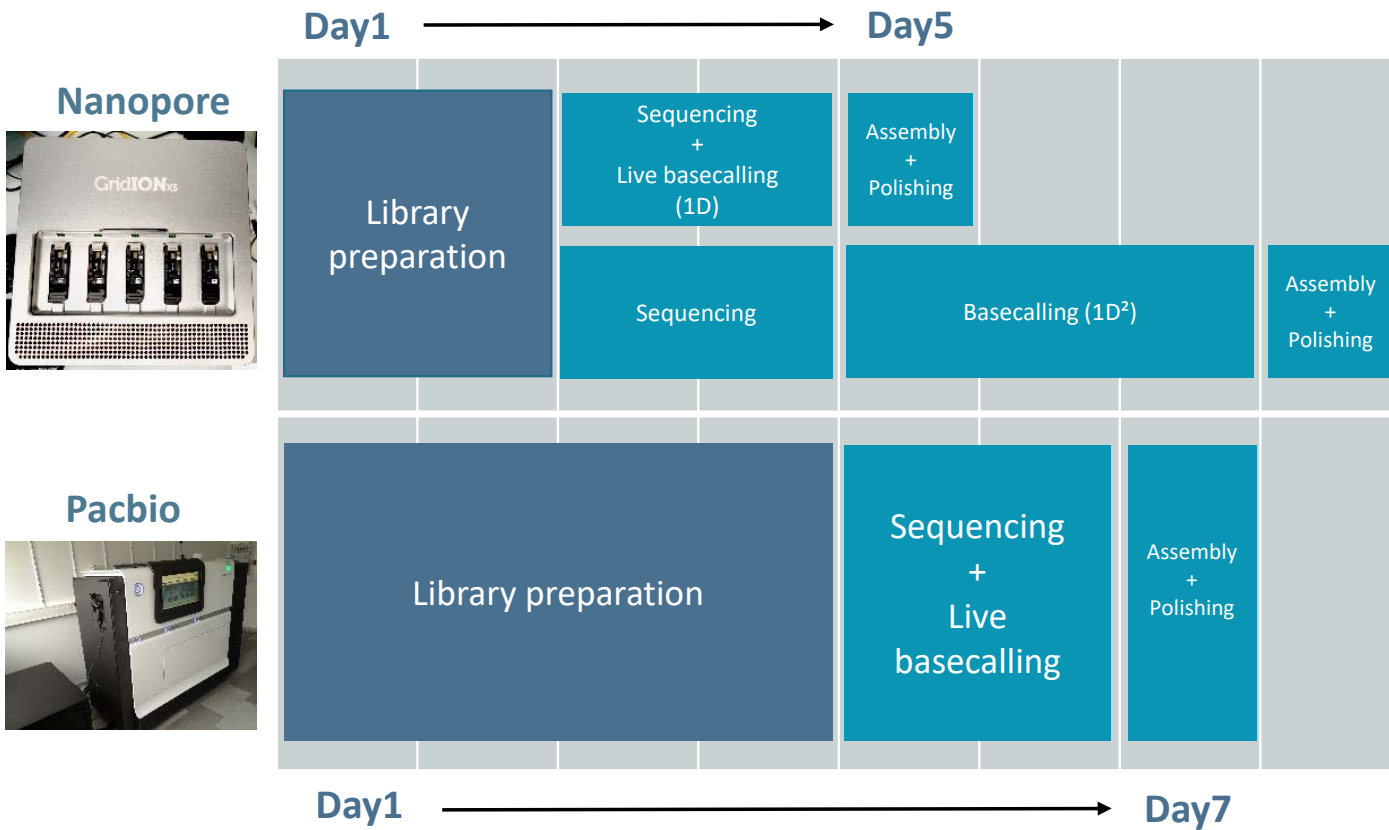 Day1
Day5
Nanopore
GridIONxs
Library
preparation
Sequencing
+
Live basecalling
(1D)
Assembly
+
Polishing
Sequencing
Basecalling (1D²)
Assembly
+
Polishing
Pacbio
Library preparation
Sequencing
+
Live
basecalling
Assembly
+
Polishing
Day1
Day7